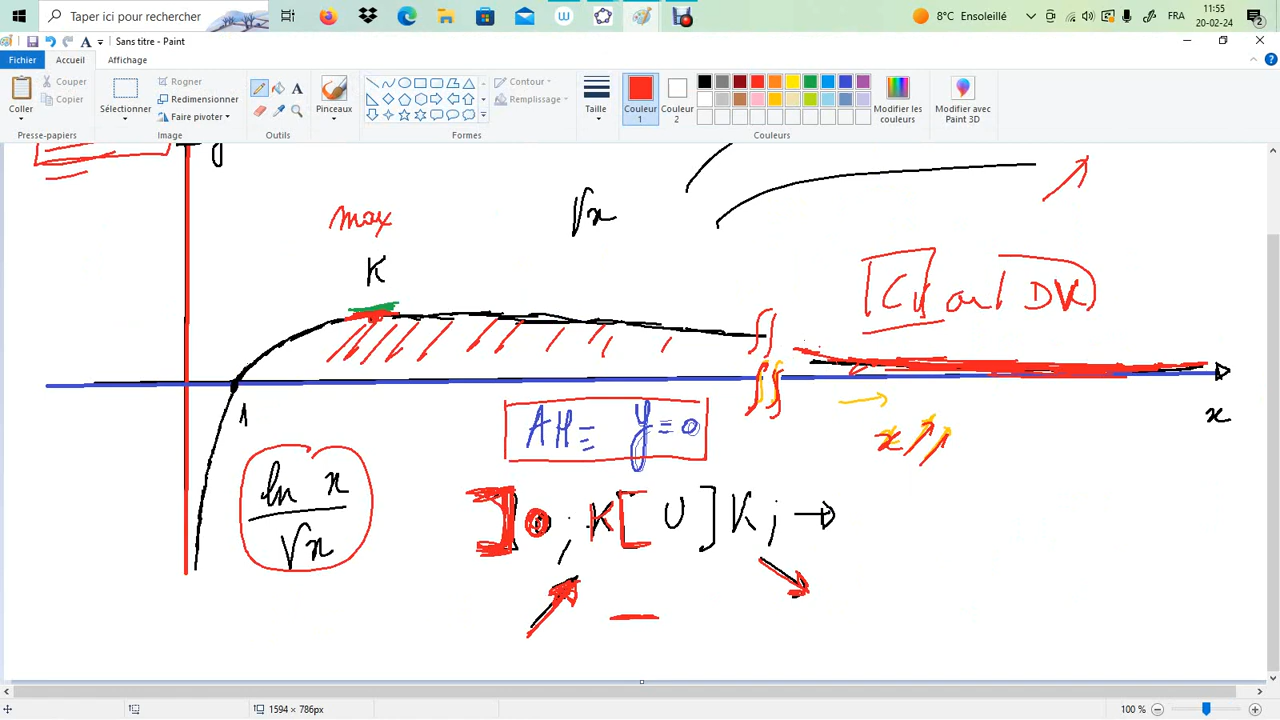 Taper ici pour rechercher
8°C Ensoleillé
FRA
11:55
20-02-24
2
Sans titre - Paint
Fichier
Accueil
Affichage
Coller
Couper
Copier
Presse-papiers
Sélectionner
Rogner
Redimensionner
Faire pivoter
Image
A
Outils
Pinceaux
Contour
Remplissage
Formes
Taille
Couleur 1
Couleur 2
Modifier les couleurs
Couleurs
Modifier avec Paint 3D
y
√x
max
K
CV ou DV
1
x
AH ≡ y = 0
x ↗↗
ln x
√x
]0 ; K[ U ]K ; →
1594 × 786px
100 %